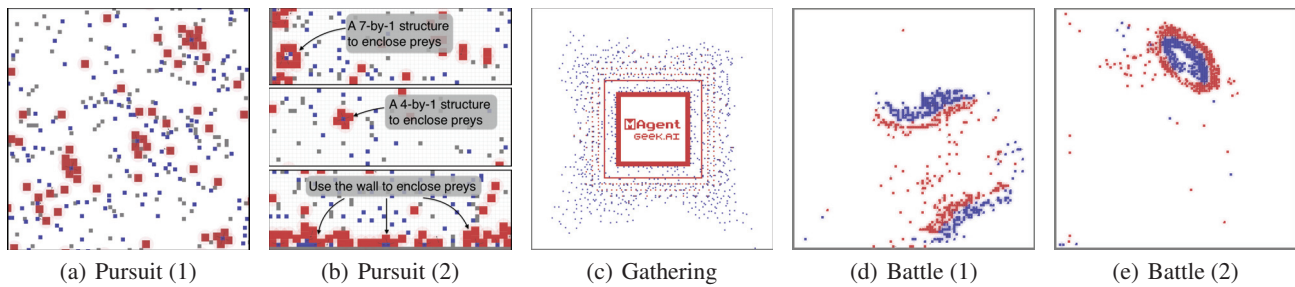 A 7-by-1 structure
to enclose preys
A 4-by-1 structure
to enclose preys
Use the wall to enclose preys
MAgent
GEEK.AI
(a) Pursuit (1)
(b) Pursuit (2)
(c) Gathering
(d) Battle (1)
(e) Battle (2)